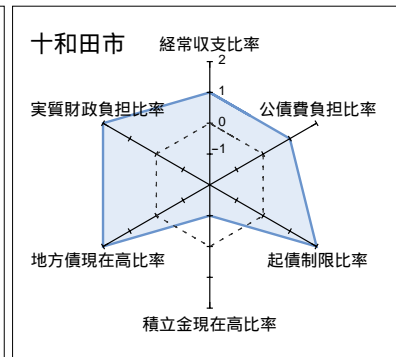 十和田市
経常収支比率
2
1
0
-1
公債費負担比率
実質財政負担比率
地方債現在高比率
起債制限比率
積立金現在高比率